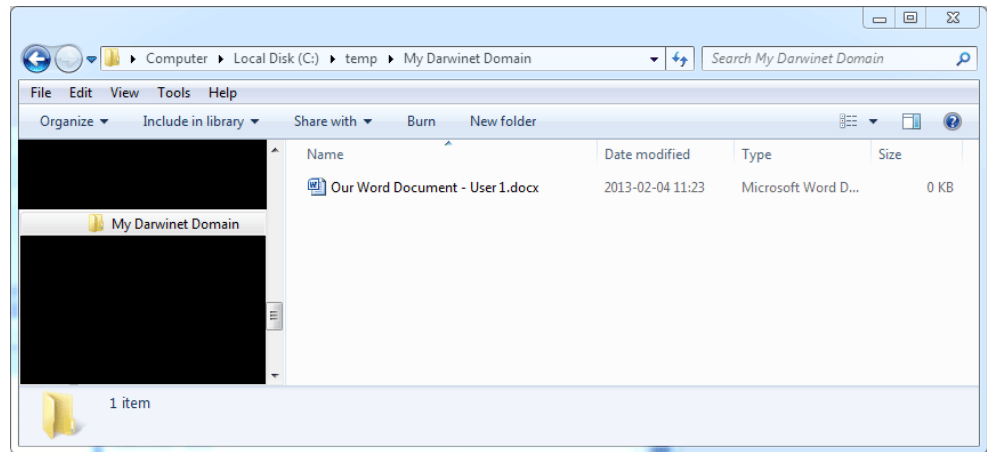 Computer Local Disk (C:) temp My Darwinet Domain Search My Darwinet Domain
File Edit View Tools Help
Organize Include in library Share with Burn New folder
Name Date modified Type Size
Our Word Document - User1.docx 2013-02-04 11:23 Microsoft Word D... 0 KB
My Darwinet Domain
1 item